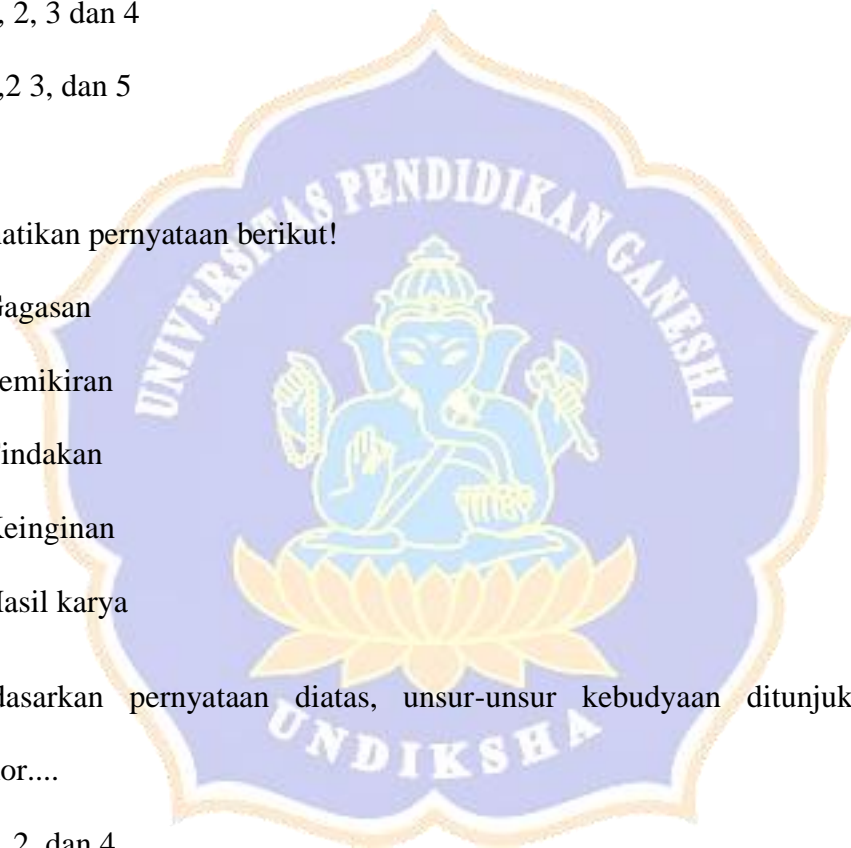 , 2, 3 dan 4
,2 3, dan 5
UNIVERSITAS PENDIDIKAN GANESHA
atikan pernyataan berikut!
Gagasan
emikiran
indakan
Keinginan
Hasil karya
dasarkan pernyataan diatas, unsur-unsur kebudyaan ditunjuk
or....
UNDIKSHA
, 2, dan 4